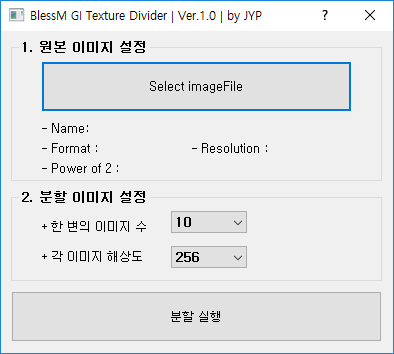 BlessM GI Texture Divider | Ver.1.0 | by JYP
1. 원본 이미지 설정
Select imageFile
- Name:
- Format : - Resolution :
- Power of 2 :
2. 분할 이미지 설정
+ 한 변의 이미지 수 10
+ 각 이미지 해상도 256
분할 실행